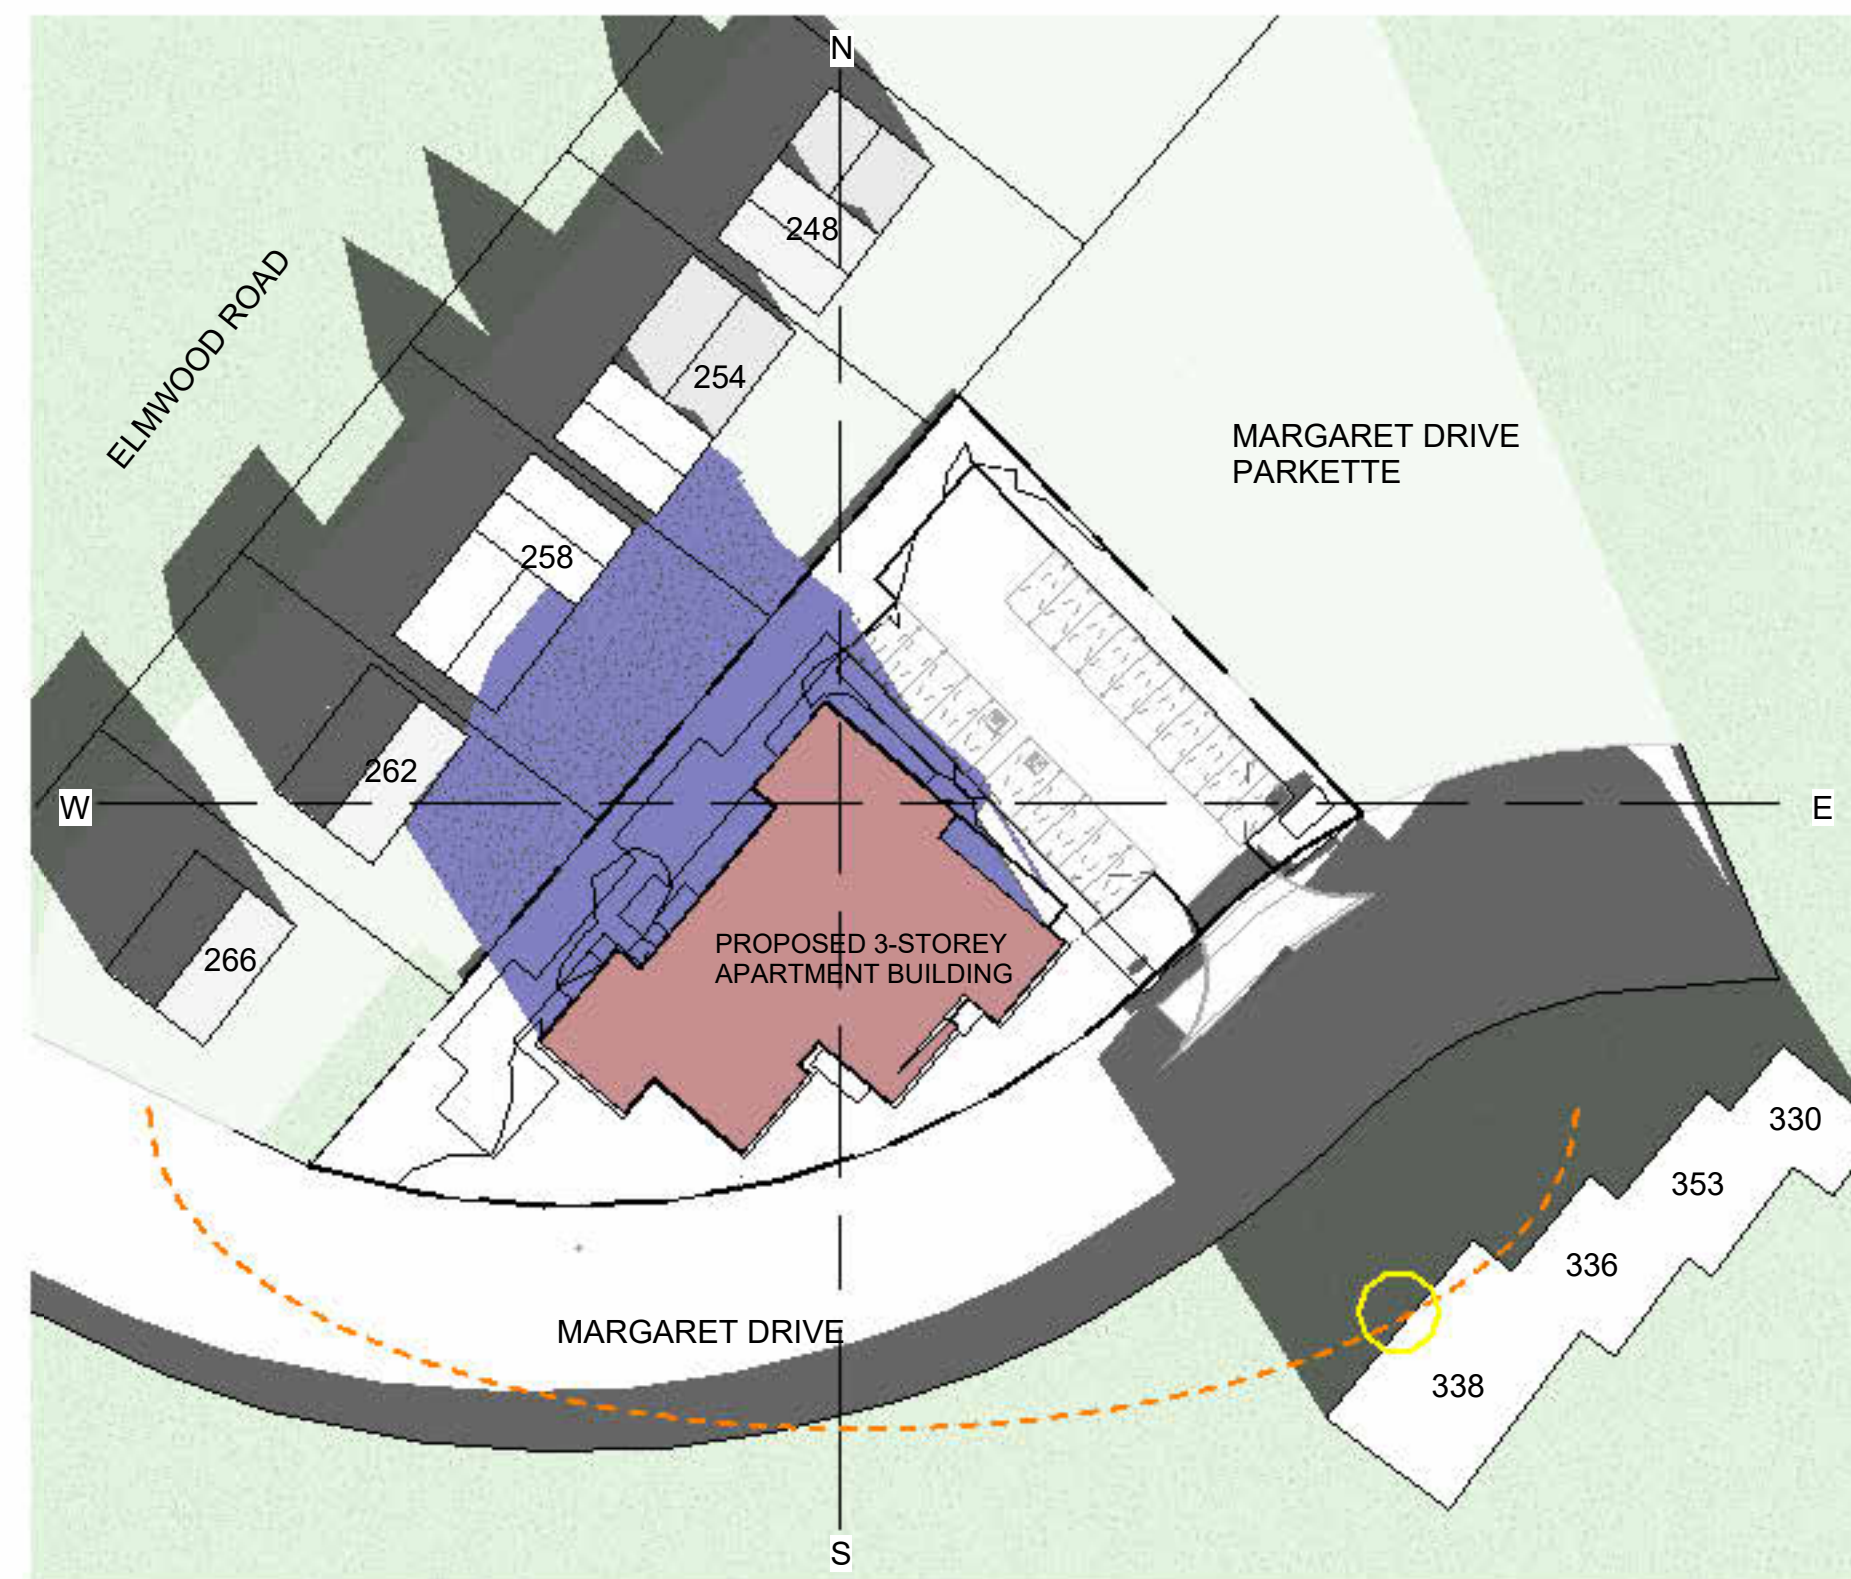 N
248
ELMWOOD ROAD
254
MARGARET DRIVE
PARKETTE
258
262
W
E
PROPOSED 3-STOREY
APARTMENT BUILDING
266
330
353
336
MARGARET DRIVE
338
S